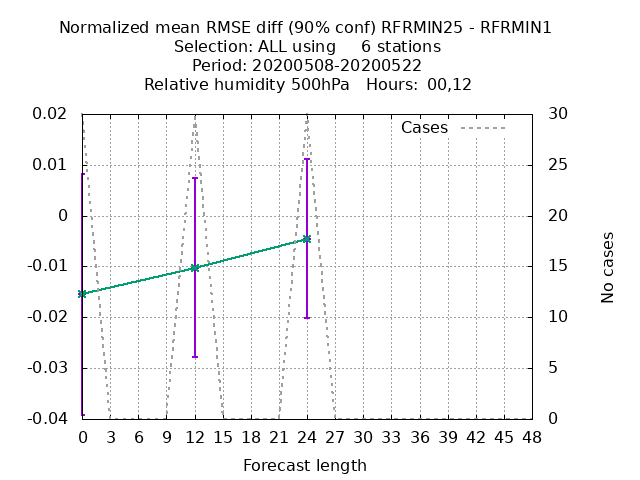 Normalized mean RMSE diff (90% conf) RFRMIN25 - RFRMIN1
Selection: ALL using     6 stations
Period: 20200508-20200522
Relative humidity 500hPa   Hours:  00,12
0.02
0.01
0
-0.01
-0.02
-0.03
-0.04
Cases
30
25
20
15
10
5
0
No cases
0 3 6 9 12 15 18 21 24 27 30 33 36 39 42 45 48
Forecast length